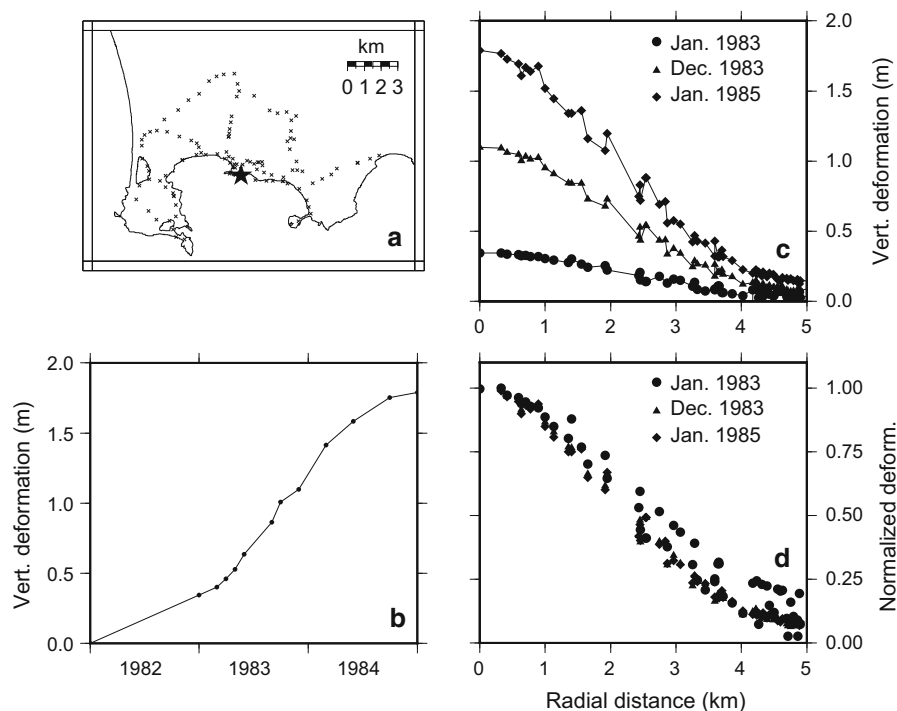 km
0 1 2 3
a
2.0
1.5
1.0
0.5
0.0
Vert. deformation (m)
1982
1983
1984
b
Jan. 1983
Dec. 1983
Jan. 1985
c
2.0
1.5
1.0
0.5
0.0
Vert. deformation (m)
0 1 2 3 4 5
Jan. 1983
Dec. 1983
Jan. 1985
d
1.00
0.75
0.50
0.25
0.00
Normalized deform.
0 1 2 3 4 5
Radial distance (km)